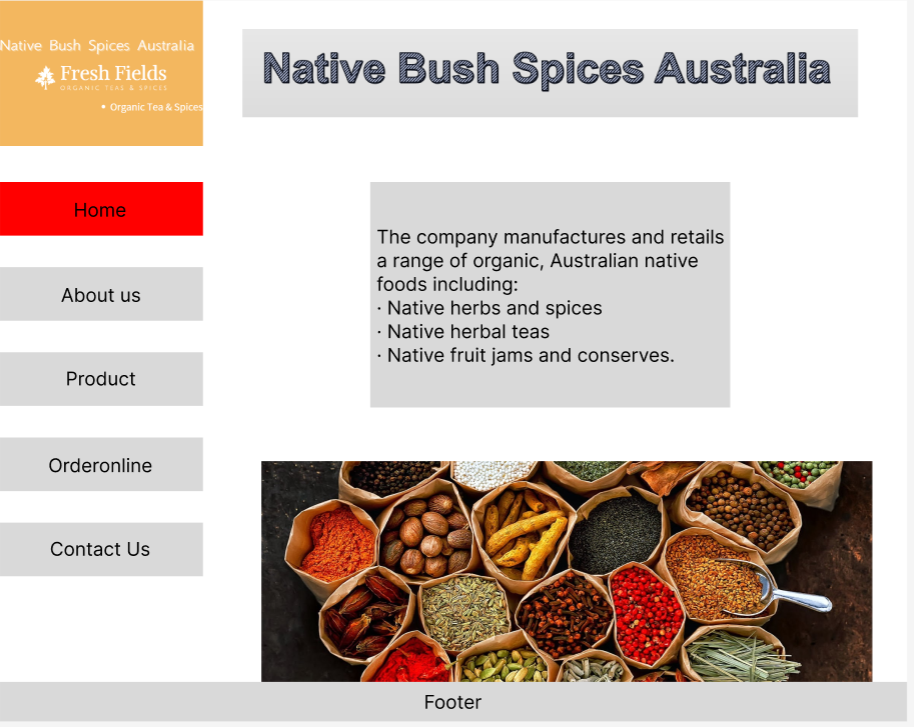 Native Bush Spices Australia
Fresh Fields
ORGANIC TEAS & SPICES
• Organic Tea & Spices
Native Bush Spices Australia
Home
About us
Product
Orderonline
Contact Us
The company manufactures and retails
a range of organic, Australian native
foods including:
· Native herbs and spices
· Native herbal teas
· Native fruit jams and conserves.
Footer